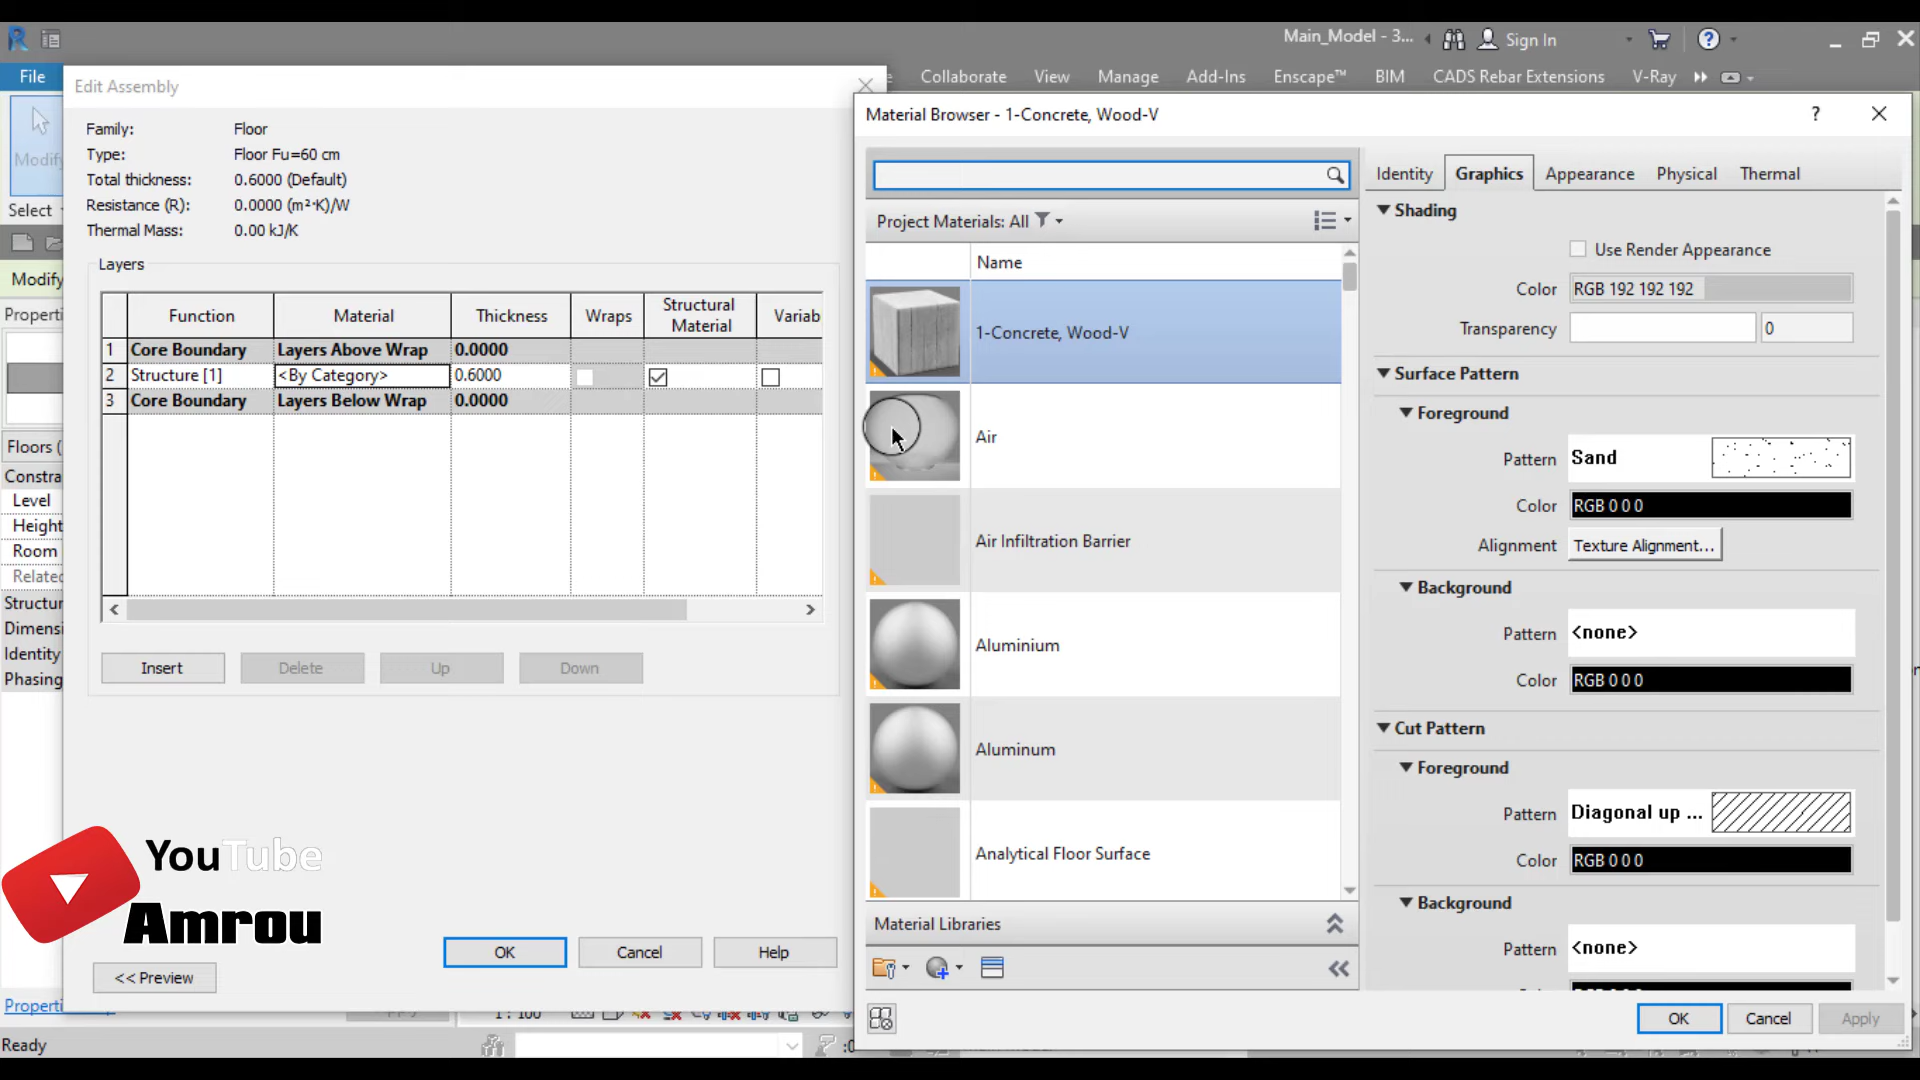 Main_Model - 3...
Sign In
File
Collaborate View Manage Add-Ins Enscape™ BIM CADS Rebar Extensions V-Ray
Modify
Select
Modify
Properti
Floors (
Constra
Level
Height
Room
Relatec
Structur
Dimensi
Identity
Phasing
Properti
Ready
1 : 100
:0
Edit Assembly
Family: Floor
Type: Floor Fu=60 cm
Total thickness: 0.6000 (Default)
Resistance (R): 0.0000 (m²·K)/W
Thermal Mass: 0.00 kJ/K
Layers
Function Material Thickness Wraps Structural Material Variab
1 Core Boundary Layers Above Wrap 0.0000
2 Structure [1] <By Category> 0.6000
3 Core Boundary Layers Below Wrap 0.0000
Insert Delete Up Down
YouTube
Amrou
OK Cancel Help
<< Preview
Material Browser - 1-Concrete, Wood-V
?
Project Materials: All
Name
1-Concrete, Wood-V
Air
Air Infiltration Barrier
Aluminium
Aluminum
Analytical Floor Surface
Material Libraries
Identity Graphics Appearance Physical Thermal
Shading
Use Render Appearance
Color RGB 192 192 192
Transparency 0
Surface Pattern
Foreground
Pattern Sand
Color RGB 0 0 0
Alignment Texture Alignment...
Background
Pattern <none>
Color RGB 0 0 0
Cut Pattern
Foreground
Pattern Diagonal up ...
Color RGB 0 0 0
Background
Pattern <none>
OK Cancel Apply